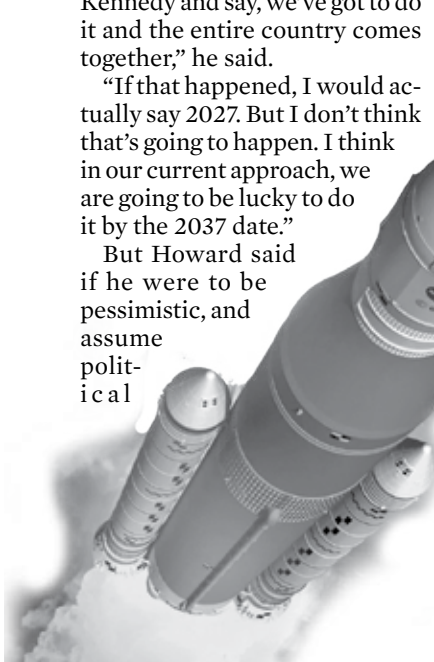 Kennedy and say, we've got to do
it and the entire country comes
together,” he said.
“If that happened, I would ac-
tually say 2027. But I don’t think
that’s going to happen. I think
in our current approach, we
are going to be lucky to do
it by the 2037 date.”
But Howard said
if he were to be
pessimistic, and
assume
polit-
ical